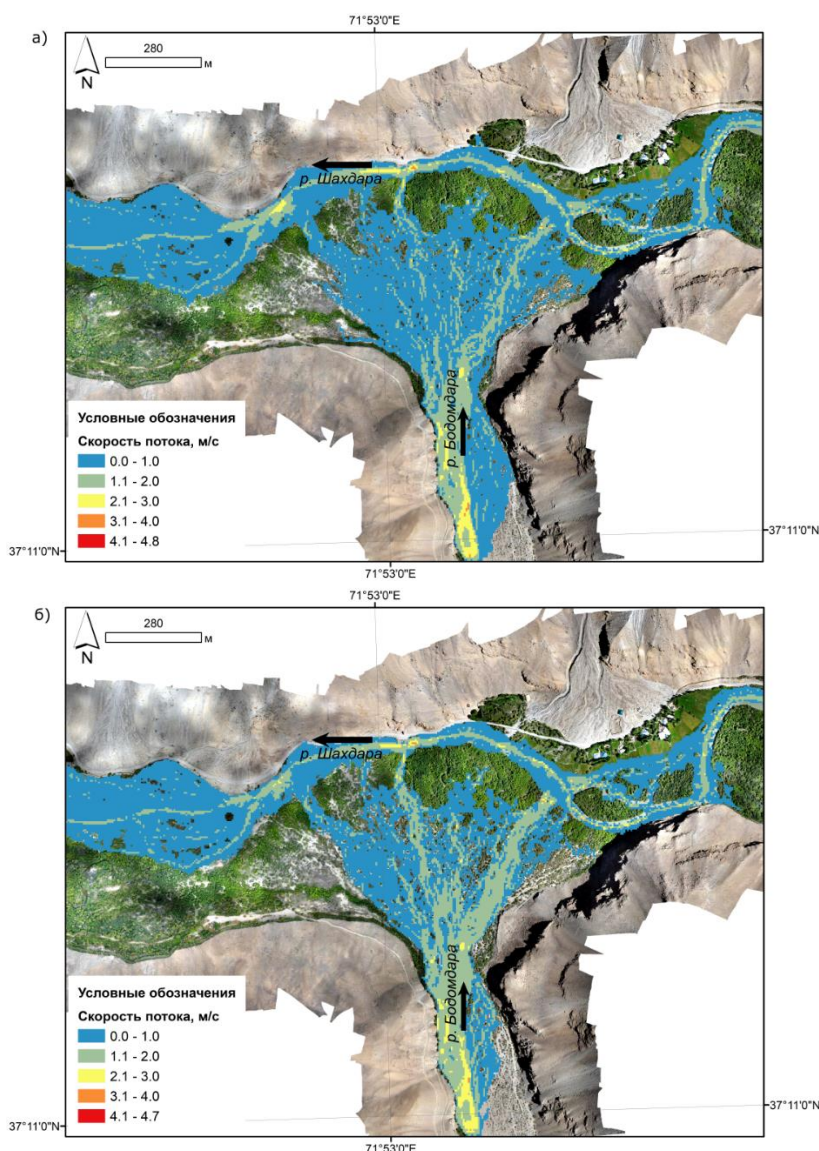 а)
71°53'0"E
280
м
N
р. Шахдара
р. Бодомдара
Условные обозначения
Скорость потока, м/с
0.0 - 1.0
1.1 - 2.0
2.1 - 3.0
3.1 - 4.0
4.1 - 4.8
37°11'0"N
37°11'0"N
71°53'0"E
71°53'0"E
б)
280
м
N
р. Шахдара
р. Бодомдара
Условные обозначения
Скорость потока, м/с
0.0 - 1.0
1.1 - 2.0
2.1 - 3.0
3.1 - 4.0
4.1 - 4.7
37°11'0"N
37°11'0"N
71°53'0"E